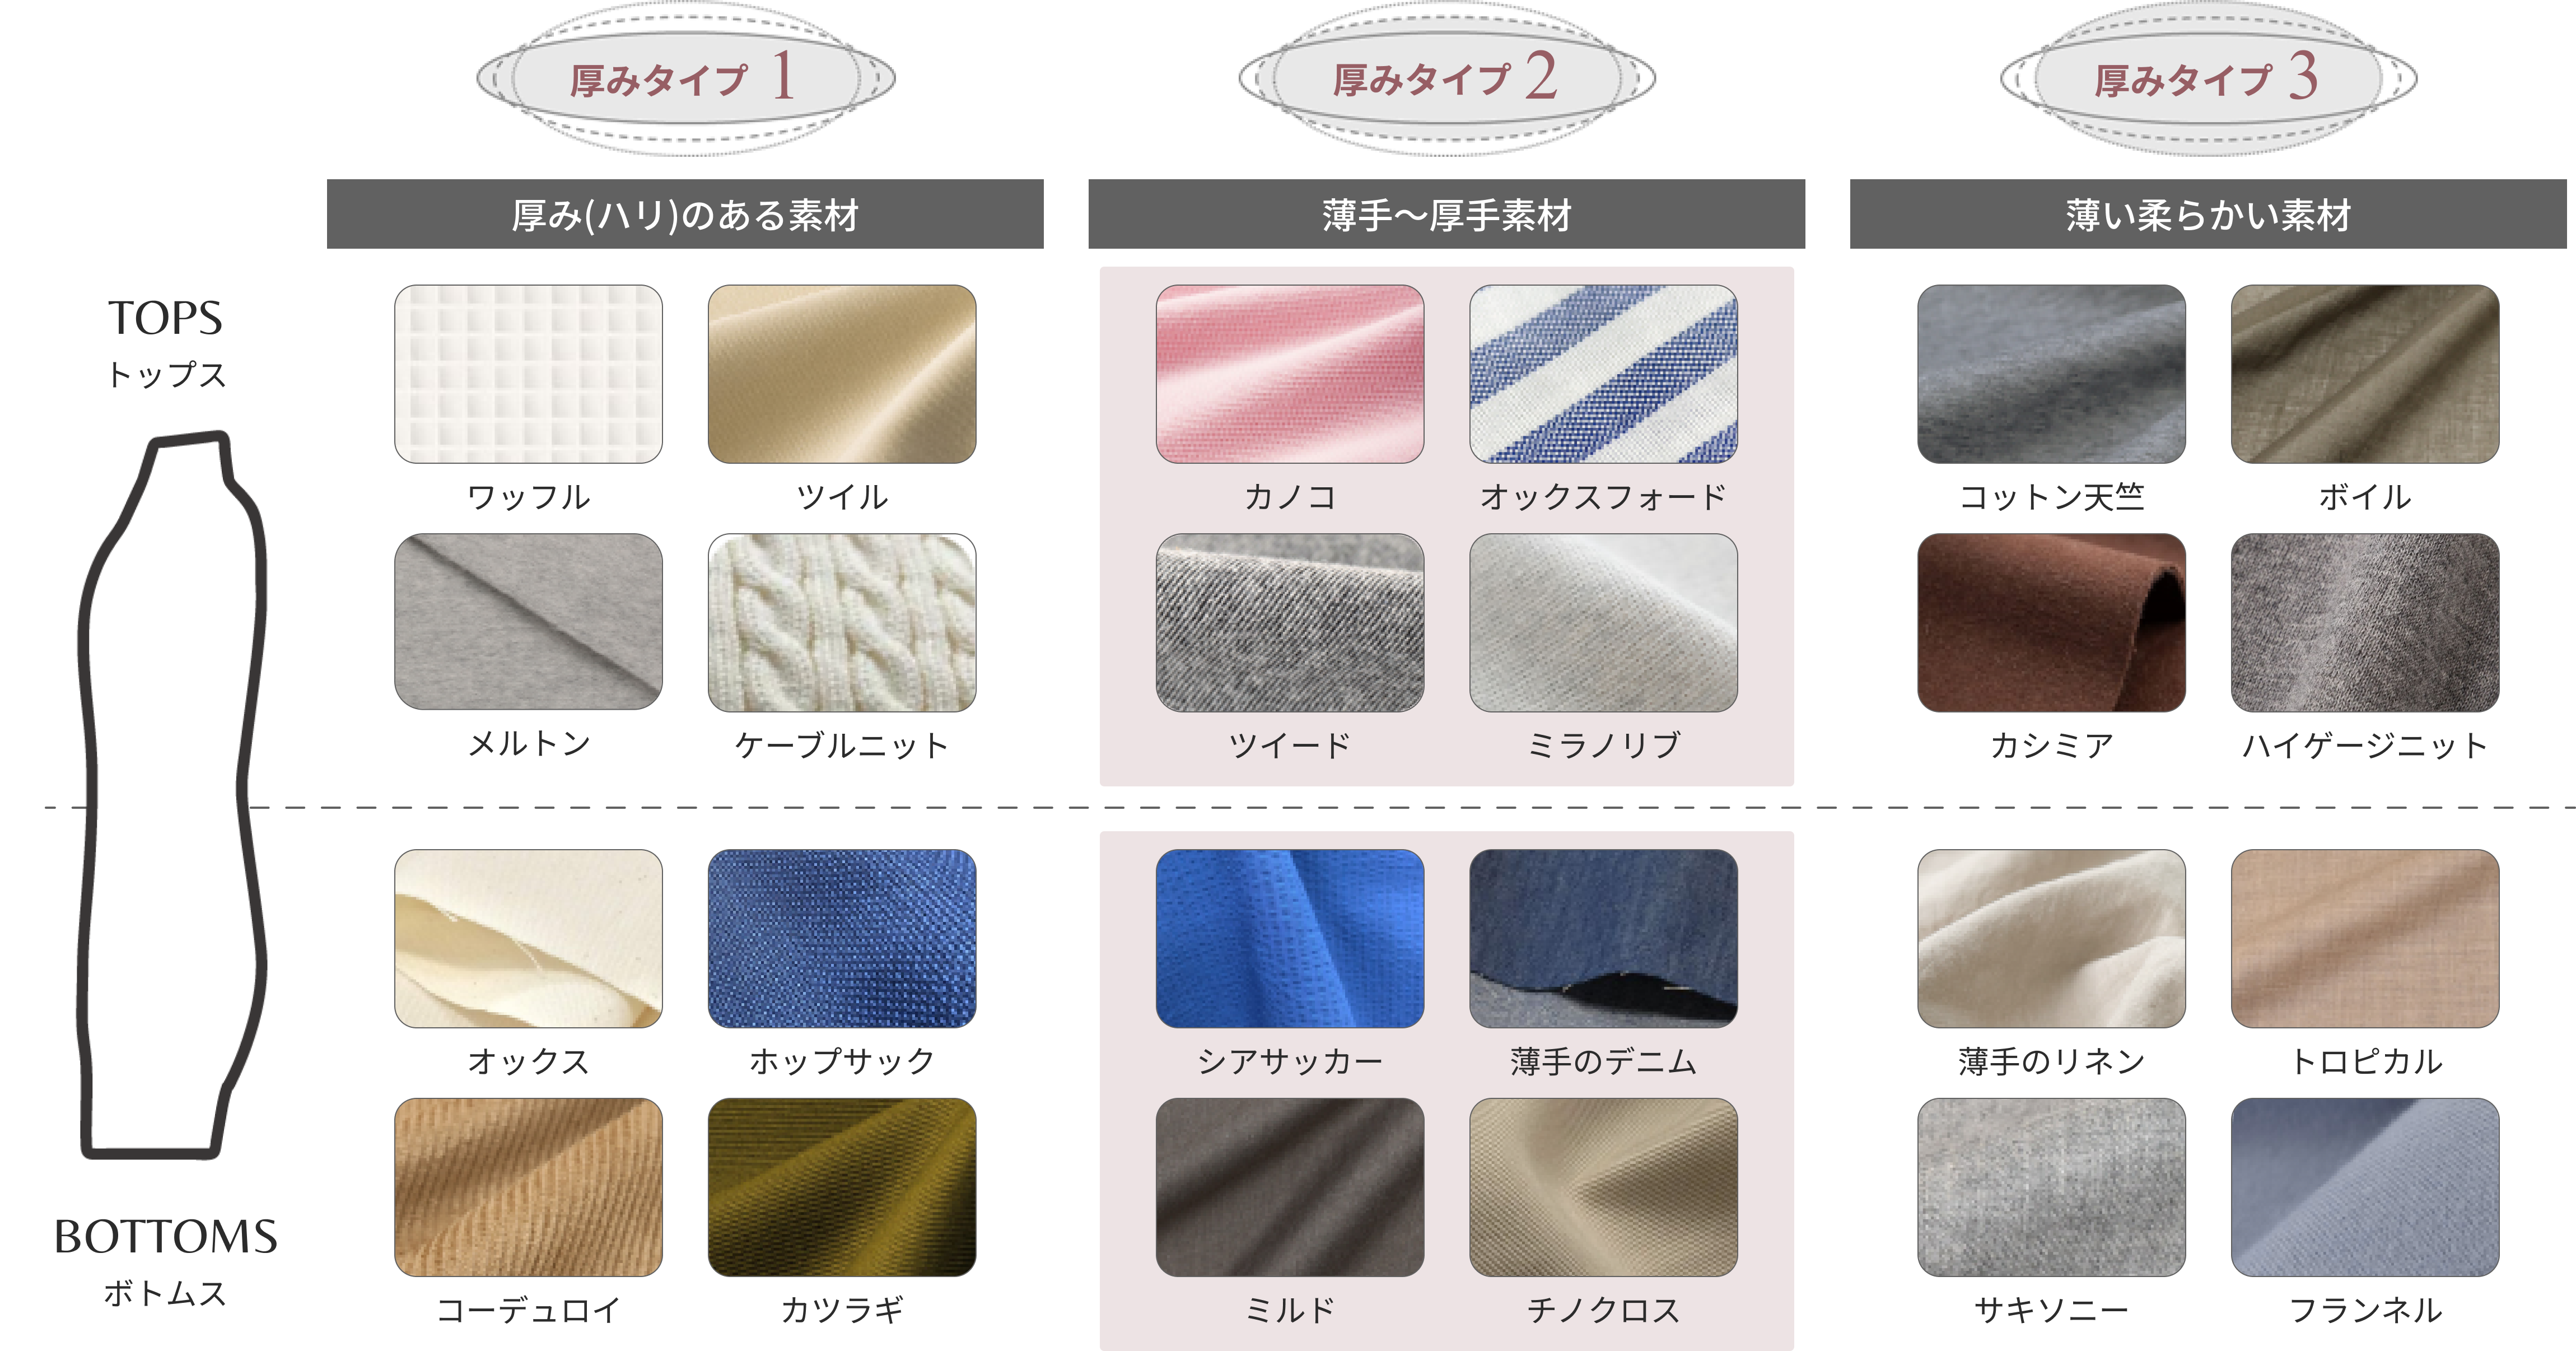 厚みタイプ 1
厚みタイプ 2
厚みタイプ 3
厚み(ハリ)のある素材
薄手〜厚手素材
薄い柔らかい素材
TOPS
トップス
ワッフル
ツイル
カノコ
オックスフォード
コットン天竺
ボイル
メルトン
ケーブルニット
ツイード
ミラノリブ
カシミア
ハイゲージニット
オックス
ホップサック
シアサッカー
薄手のデニム
薄手のリネン
トロピカル
BOTTOMS
ボトムス
コーデュロイ
カツラギ
ミルド
チノクロス
サキソニー
フランネル